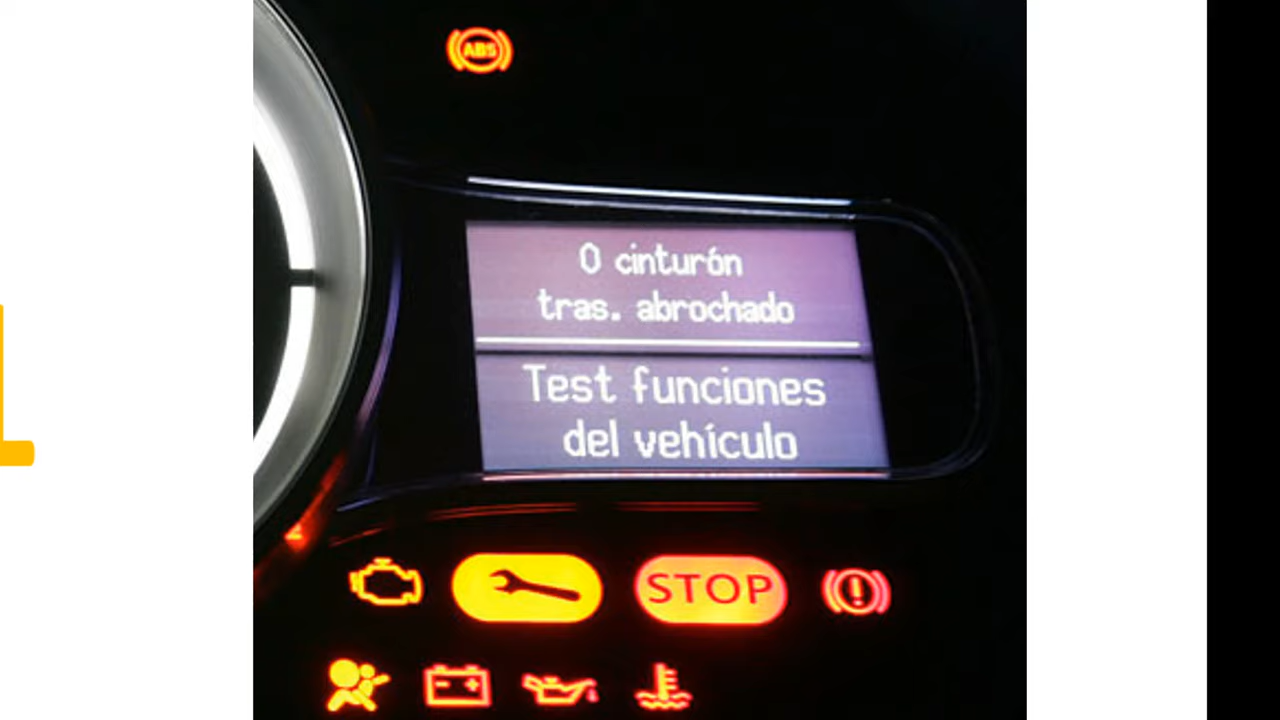 ABS
0 cinturón
tras. abrochado
Test funciones
del vehículo
STOP